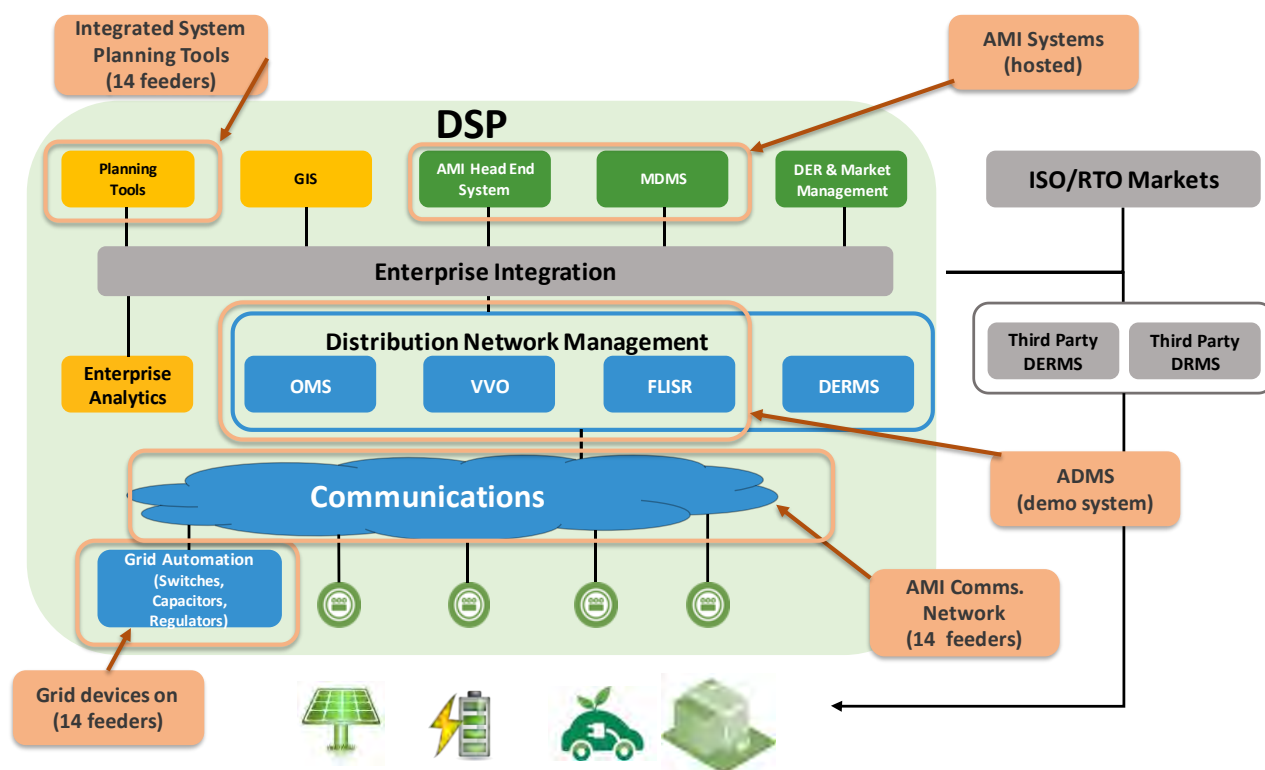 Integrated System
Planning Tools
(14 feeders)
AMI Systems
(hosted)
DSP
Planning
Tools
GIS
AMI Head End
System
MDMS
DER & Market
Management
ISO/RTO Markets
Enterprise Integration
Distribution Network Management
Enterprise
Analytics
OMS
VVO
FLISR
DERMS
Third Party
DERMS
Third Party
DRMS
Communications
ADMS
(demo system)
Grid Automation
(Switches,
Capacitors,
Regulators)
AMI Comms.
Network
(14 feeders)
Grid devices on
(14 feeders)